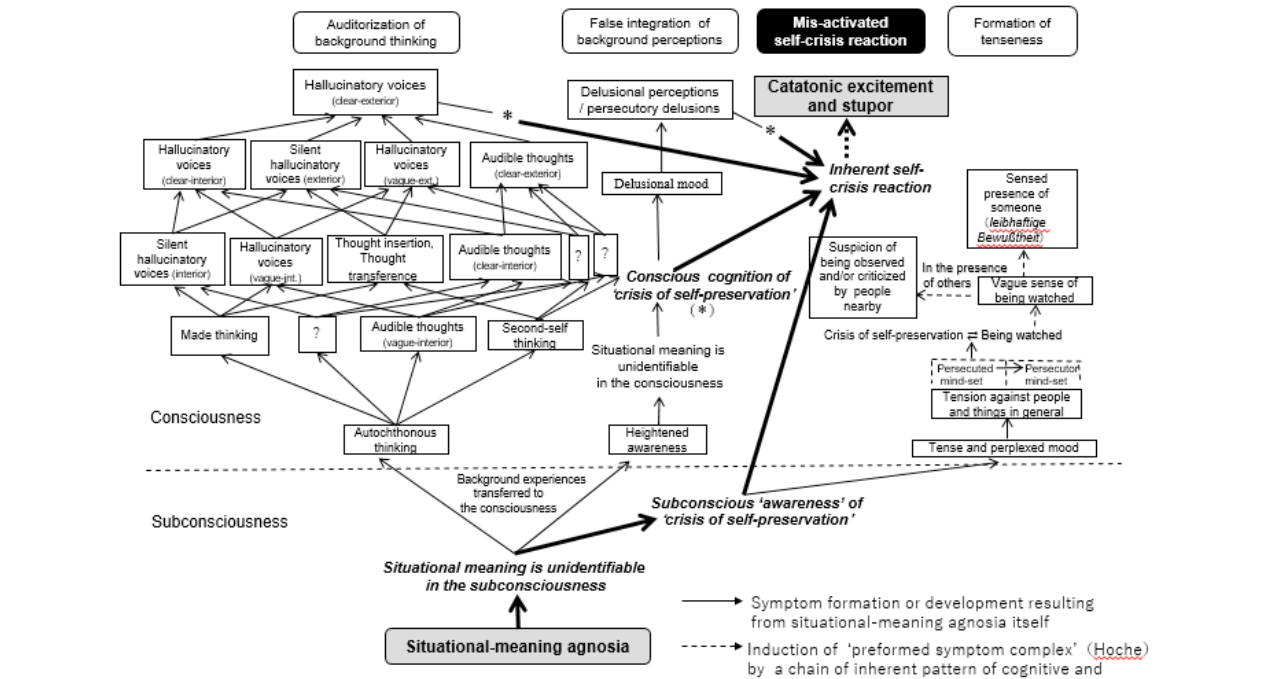 Auditorization of
background thinking
False integration of
background perceptions
Mis-activated
self-crisis reaction
Formation of
tenseness
Hallucinatory voices
(clear-exterior)
*
Delusional perceptions
/ persecutory delusions
*
Catatonic excitement
and stupor
Hallucinatory
voices
(clear-interior)
Silent
hallucinatory
voices (exterior)
Hallucinatory
voices
(vague-ext.)
Audible thoughts
(clear-exterior)
Delusional mood
Inherent self-
crisis reaction
Sensed
presence of
someone
(leibhaftige
Bewußtheit)
Silent
hallucinatory
voices (interior)
Hallucinatory
voices
(vague-int.)
Thought insertion,
Thought
transference
Audible thoughts
(clear-interior)
?
?
Conscious cognition of
'crisis of self-preservation'
(*)
Suspicion of
being observed
and/or criticized
by people
nearby
In the presence
of others
Vague sense of
being watched
Made thinking
?
Audible thoughts
(vague-interior)
Second-self
thinking
Situational meaning is
unidentifiable
in the consciousness
Crisis of self-preservation ⇄ Being watched
Persecuted
mind-set
Persecutor
mind-set
Tension against people
and things in general
Consciousness
Autochthonous
thinking
Heightened
awareness
Tense and perplexed mood
Background experiences
transferred to
the consciousness
Subconsciousness
Subconscious 'awareness' of
'crisis of self-preservation'
Situational meaning is unidentifiable
in the subconsciousness
Situational-meaning agnosia
Symptom formation or development resulting
from situational-meaning agnosia itself
Induction of 'preformed symptom complex' (Hoche)
by a chain of inherent pattern of cognitive and